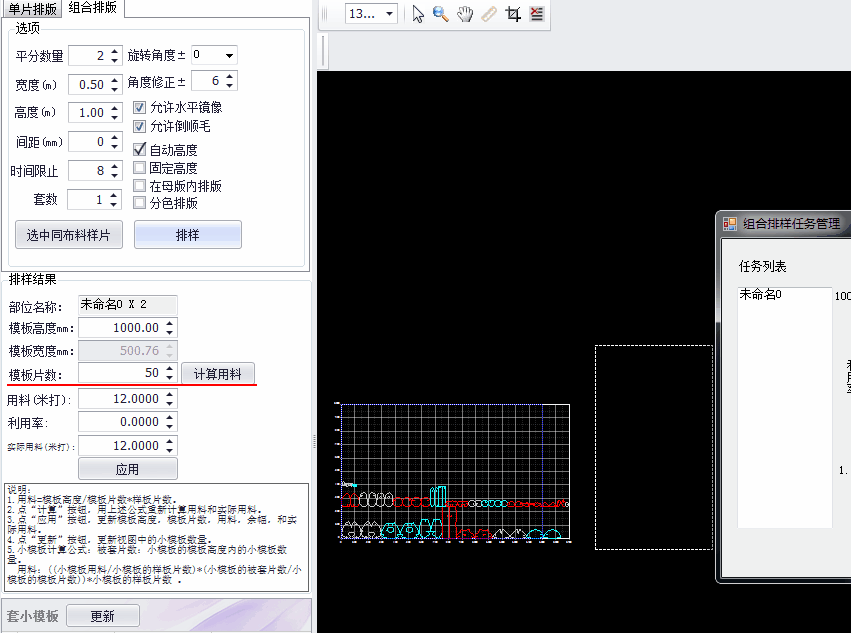 单片排版 组合排版
13...
选项
平分数量 2 旋转角度± 0
宽度(m) 0.50 角度修正± 6
高度(m) 1.00 允许水平镜像
允许倒顺毛
间距(mm) 0
自动高度
时间限止 8 固定高度
在母版内排版
套数 1 分色排版
选中同布料样片 排样
组合排样任务管理
任务列表
未命名0 100
排样结果
部位名称: 未命名0 X 2
模板高度mm: 1000.00
模板宽度mm: 500.76
模板片数: 50 计算用料
用料(米打): 12.0000
利用率: 0.0000
实际用料(米打): 12.0000
应用
1.
说明:
1.用料=模板高度/模板片数*样板片数。
2.点“计算”按钮，用上述公式重新计算用料和实际用料。
3.点“应用”按钮，更新模板高度，模板片数，用料，余幅，和实
际用料。
4.点“更新”按钮，更新视图中的小模板数量。
5.小模板计算公式: 被套片数: 小模板的模板高度内的小模板数
量。
用料: ((小模板用料/小模板的样板片数)*(小模板的被套片数/小
模板的模板片数))*小模板的样板片数 。
套小模板 更新